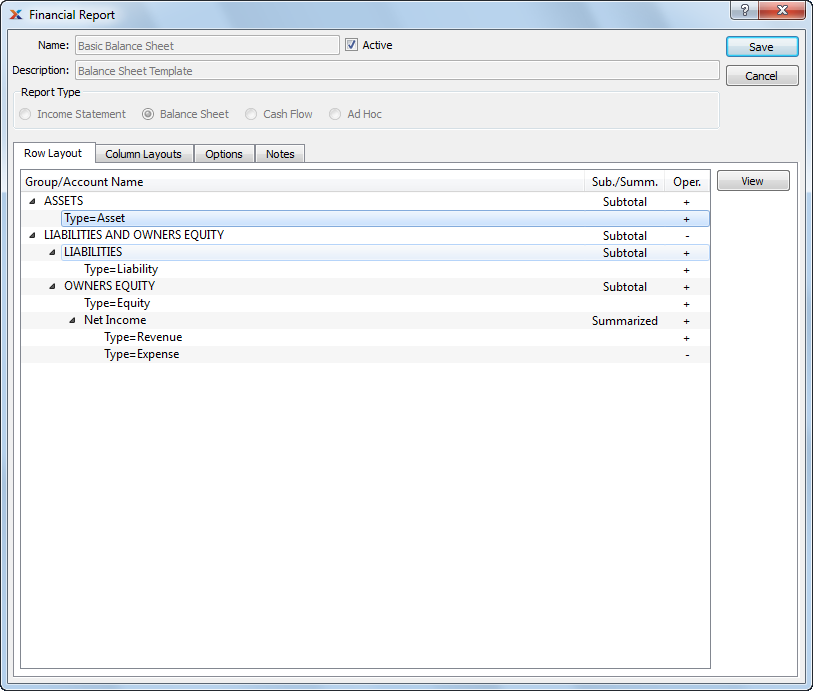 Financial Report
?
Name: Basic Balance Sheet Active
Save
Description: Balance Sheet Template
Cancel
Report Type
Income Statement Balance Sheet Cash Flow Ad Hoc
Row Layout Column Layouts Options Notes
Group/Account Name Sub./Summ. Oper.
View
ASSETS Subtotal +
Type=Asset +
LIABILITIES AND OWNERS EQUITY Subtotal -
LIABILITIES Subtotal +
Type=Liability +
OWNERS EQUITY Subtotal +
Type=Equity +
Net Income Summarized +
Type=Revenue +
Type=Expense -